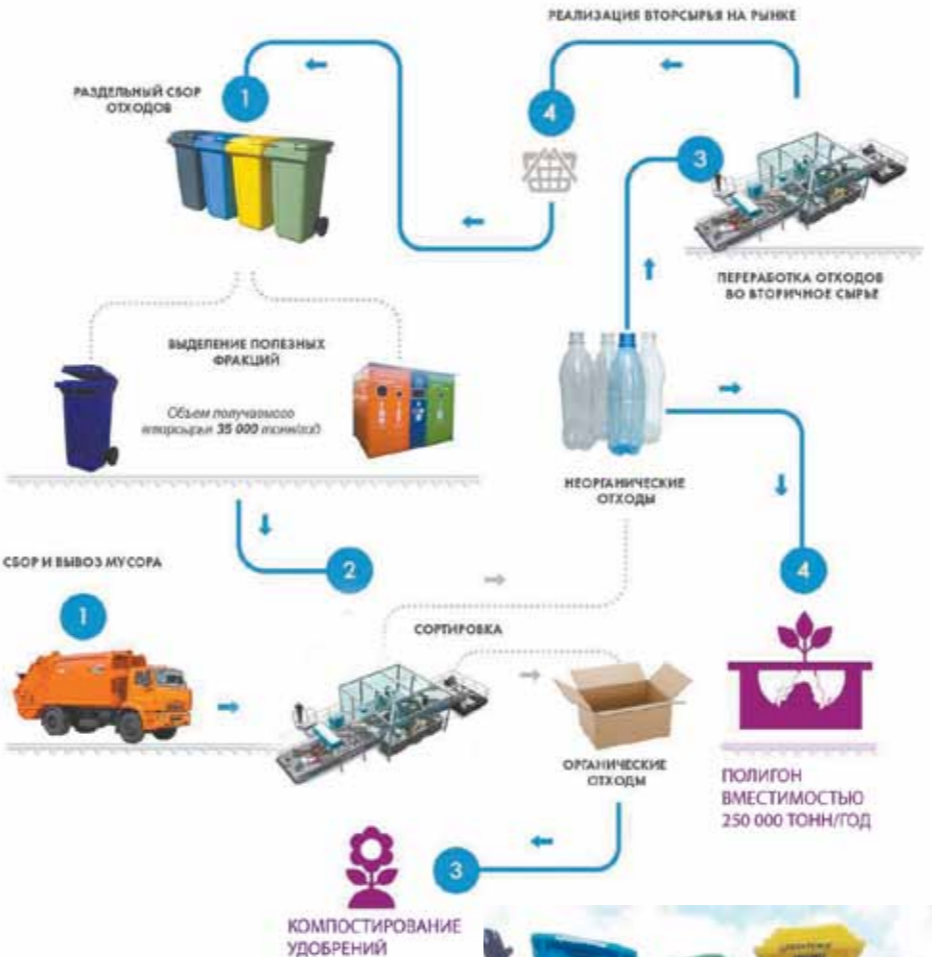 РЕАЛИЗАЦИЯ ВТОРСЫРЬЯ НА РЫНКЕ
РАЗДЕЛЬНЫЙ СБОР
ОТХОДОВ
1
4
3
ПЕРЕРАБОТКА ОТХОДОВ
ВО ВТОРИЧНОЕ СЫРЬЕ
ВЫДЕЛЕНИЕ ПОЛЕЗНЫХ
ФРАКЦИЙ
Объем получаемого
вторсырья 35 000 тонн/год
НЕОРГАНИЧЕСКИЕ
ОТХОДЫ
СБОР И ВЫВОЗ МУСОРА
1
2
4
СОРТИРОВКА
ОРГАНИЧЕСКИЕ
ОТХОДЫ
ПОЛИГОН
ВМЕСТИМОСТЬЮ
250 000 ТОНН/ГОД
3
КОМПОСТИРОВАНИЕ
УДОБРЕНИЙ